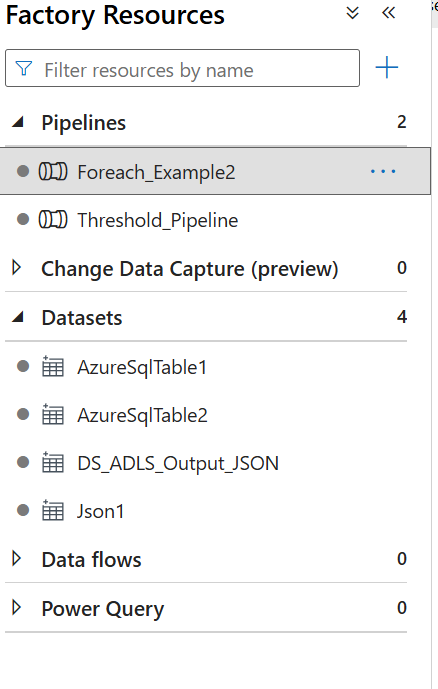 Factory Resources
Filter resources by name
Pipelines 2
Foreach_Example2
Threshold_Pipeline
Change Data Capture (preview) 0
Datasets 4
AzureSqlTable1
AzureSqlTable2
DS_ADLS_Output_JSON
Json1
Data flows 0
Power Query 0